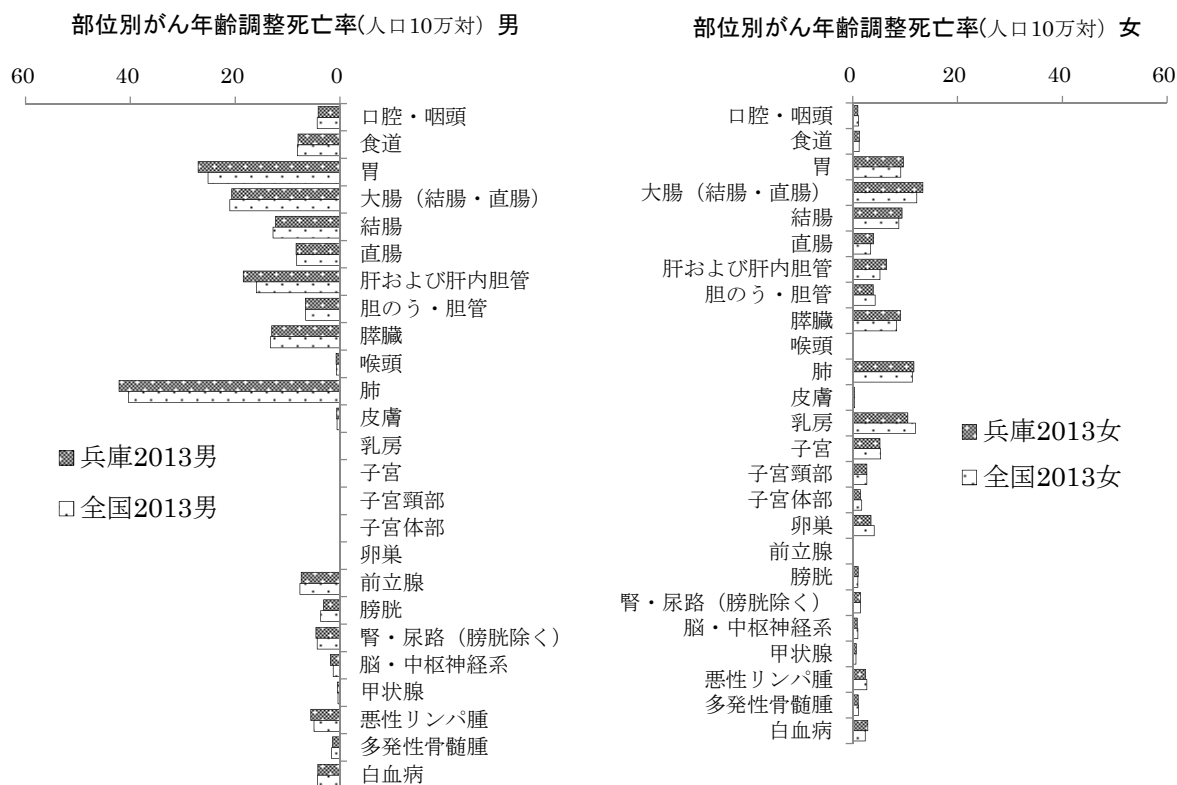 部位別がん年齢調整死亡率(人口10万対) 男
60 40 20 0
口腔・咽頭
食道
胃
大腸（結腸・直腸）
結腸
直腸
肝および肝内胆管
胆のう・胆管
膵臓
喉頭
肺
皮膚
乳房
子宮
子宮頸部
子宮体部
卵巣
前立腺
膀胱
腎・尿路（膀胱除く）
脳・中枢神経系
甲状腺
悪性リンパ腫
多発性骨髄腫
白血病
兵庫2013男
全国2013男
部位別がん年齢調整死亡率(人口10万対) 女
0 20 40 60
口腔・咽頭
食道
胃
大腸（結腸・直腸）
結腸
直腸
肝および肝内胆管
胆のう・胆管
膵臓
喉頭
肺
皮膚
乳房
子宮
子宮頸部
子宮体部
卵巣
前立腺
膀胱
腎・尿路（膀胱除く）
脳・中枢神経系
甲状腺
悪性リンパ腫
多発性骨髄腫
白血病
兵庫2013女
全国2013女